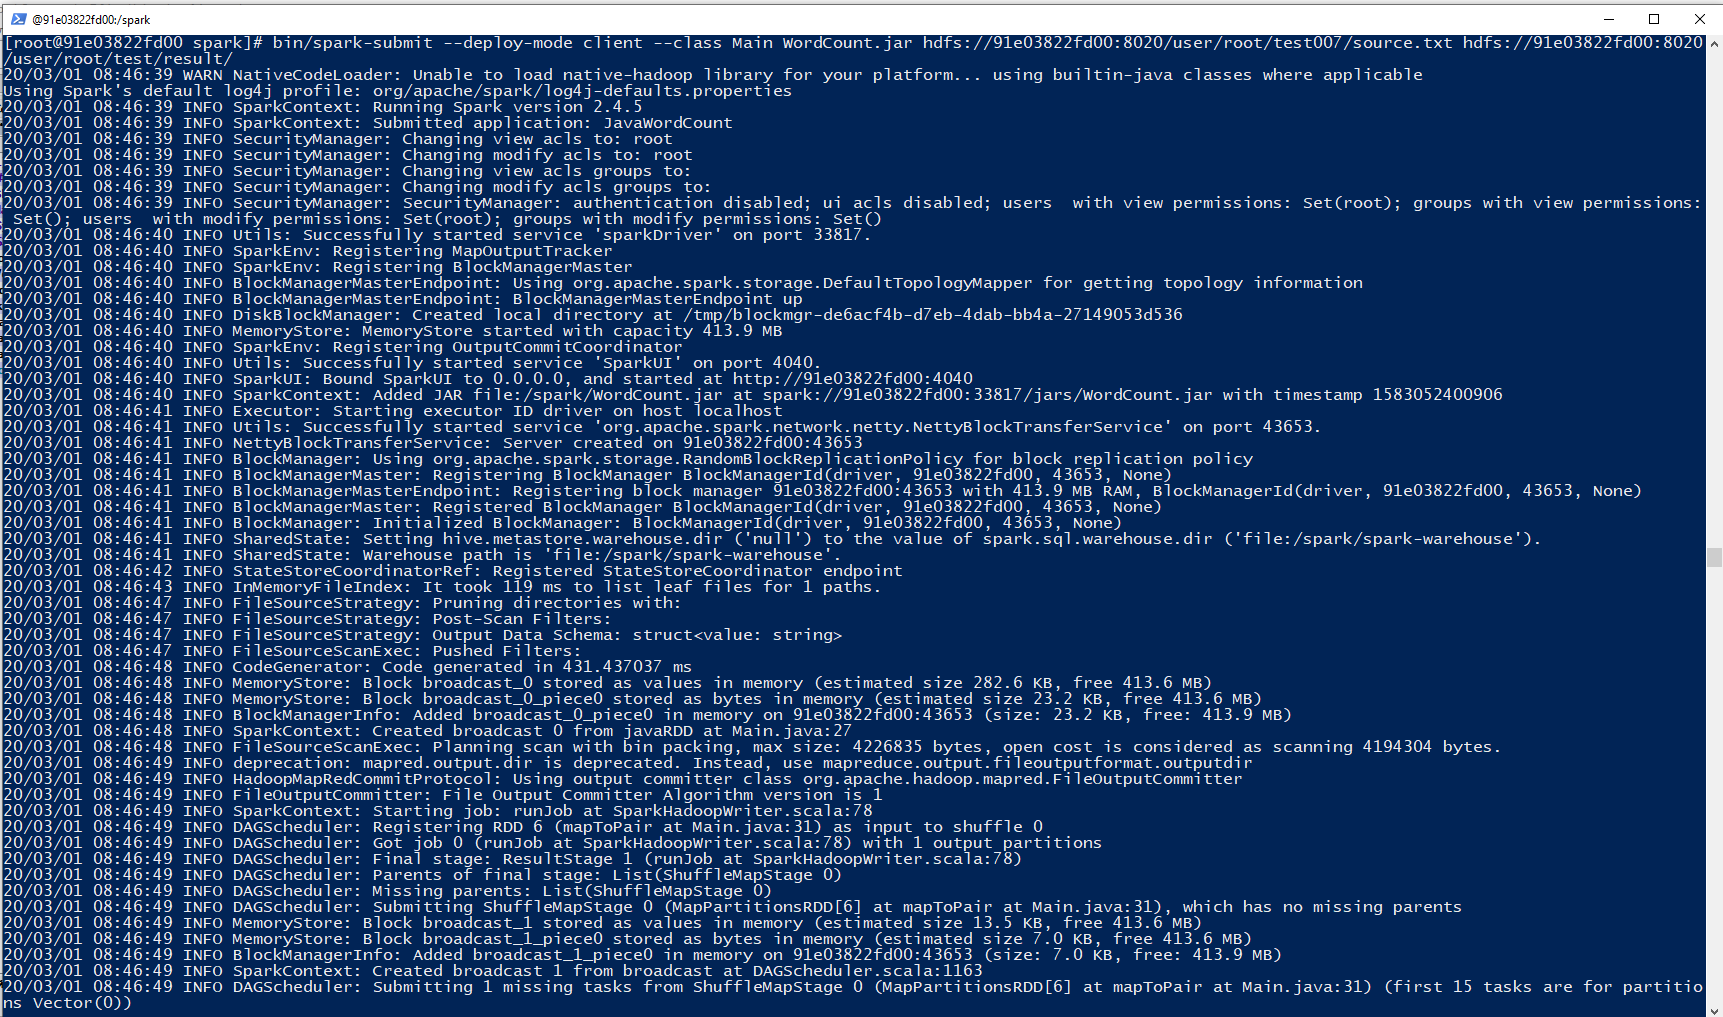 @91e03822fd00:/spark
[root@91e03822fd00 spark]# bin/spark-submit --deploy-mode client --class Main WordCount.jar hdfs://91e03822fd00:8020/user/root/test007/source.txt hdfs://91e03822fd00:8020
/user/root/test/result/
20/03/01 08:46:39 WARN NativeCodeLoader: Unable to load native-hadoop library for your platform... using builtin-java classes where applicable
Using Spark's default log4j profile: org/apache/spark/log4j-defaults.properties
20/03/01 08:46:39 INFO SparkContext: Running Spark version 2.4.5
20/03/01 08:46:39 INFO SparkContext: Submitted application: JavaWordCount
20/03/01 08:46:39 INFO SecurityManager: Changing view acls to: root
20/03/01 08:46:39 INFO SecurityManager: Changing modify acls to: root
20/03/01 08:46:39 INFO SecurityManager: Changing view acls groups to:
20/03/01 08:46:39 INFO SecurityManager: Changing modify acls groups to:
20/03/01 08:46:39 INFO SecurityManager: SecurityManager: authentication disabled; ui acls disabled; users  with view permissions: Set(root); groups with view permissions:
 Set(); users  with modify permissions: Set(root); groups with modify permissions: Set()
20/03/01 08:46:40 INFO Utils: Successfully started service 'sparkDriver' on port 33817.
20/03/01 08:46:40 INFO SparkEnv: Registering MapOutputTracker
20/03/01 08:46:40 INFO SparkEnv: Registering BlockManagerMaster
20/03/01 08:46:40 INFO BlockManagerMasterEndpoint: Using org.apache.spark.storage.DefaultTopologyMapper for getting topology information
20/03/01 08:46:40 INFO BlockManagerMasterEndpoint: BlockManagerMasterEndpoint up
20/03/01 08:46:40 INFO DiskBlockManager: Created local directory at /tmp/blockmgr-de6acf4b-d7eb-4dab-bb4a-27149053d536
20/03/01 08:46:40 INFO MemoryStore: MemoryStore started with capacity 413.9 MB
20/03/01 08:46:40 INFO SparkEnv: Registering OutputCommitCoordinator
20/03/01 08:46:40 INFO Utils: Successfully started service 'SparkUI' on port 4040.
20/03/01 08:46:40 INFO SparkUI: Bound SparkUI to 0.0.0.0, and started at http://91e03822fd00:4040
20/03/01 08:46:40 INFO SparkContext: Added JAR file:/spark/WordCount.jar at spark://91e03822fd00:33817/jars/WordCount.jar with timestamp 1583052400906
20/03/01 08:46:41 INFO Executor: Starting executor ID driver on host localhost
20/03/01 08:46:41 INFO Utils: Successfully started service 'org.apache.spark.network.netty.NettyBlockTransferService' on port 43653.
20/03/01 08:46:41 INFO NettyBlockTransferService: Server created on 91e03822fd00:43653
20/03/01 08:46:41 INFO BlockManager: Using org.apache.spark.storage.RandomBlockReplicationPolicy for block replication policy
20/03/01 08:46:41 INFO BlockManagerMaster: Registering BlockManager BlockManagerId(driver, 91e03822fd00, 43653, None)
20/03/01 08:46:41 INFO BlockManagerMasterEndpoint: Registering block manager 91e03822fd00:43653 with 413.9 MB RAM, BlockManagerId(driver, 91e03822fd00, 43653, None)
20/03/01 08:46:41 INFO BlockManagerMaster: Registered BlockManager BlockManagerId(driver, 91e03822fd00, 43653, None)
20/03/01 08:46:41 INFO BlockManager: Initialized BlockManager: BlockManagerId(driver, 91e03822fd00, 43653, None)
20/03/01 08:46:41 INFO SharedState: Setting hive.metastore.warehouse.dir ('null') to the value of spark.sql.warehouse.dir ('file:/spark/spark-warehouse').
20/03/01 08:46:41 INFO SharedState: Warehouse path is 'file:/spark/spark-warehouse'.
20/03/01 08:46:42 INFO StateStoreCoordinatorRef: Registered StateStoreCoordinator endpoint
20/03/01 08:46:43 INFO InMemoryFileIndex: It took 119 ms to list leaf files for 1 paths.
20/03/01 08:46:47 INFO FileSourceStrategy: Pruning directories with:
20/03/01 08:46:47 INFO FileSourceStrategy: Post-Scan Filters:
20/03/01 08:46:47 INFO FileSourceStrategy: Output Data Schema: struct<value: string>
20/03/01 08:46:47 INFO FileSourceScanExec: Pushed Filters:
20/03/01 08:46:48 INFO CodeGenerator: Code generated in 431.437037 ms
20/03/01 08:46:48 INFO MemoryStore: Block broadcast_0 stored as values in memory (estimated size 282.6 KB, free 413.6 MB)
20/03/01 08:46:48 INFO MemoryStore: Block broadcast_0_piece0 stored as bytes in memory (estimated size 23.2 KB, free 413.6 MB)
20/03/01 08:46:48 INFO BlockManagerInfo: Added broadcast_0_piece0 in memory on 91e03822fd00:43653 (size: 23.2 KB, free: 413.9 MB)
20/03/01 08:46:48 INFO SparkContext: Created broadcast 0 from javaRDD at Main.java:27
20/03/01 08:46:48 INFO FileSourceScanExec: Planning scan with bin packing, max size: 4226835 bytes, open cost is considered as scanning 4194304 bytes.
20/03/01 08:46:49 INFO deprecation: mapred.output.dir is deprecated. Instead, use mapreduce.output.fileoutputformat.outputdir
20/03/01 08:46:49 INFO HadoopMapRedCommitProtocol: Using output committer class org.apache.hadoop.mapred.FileOutputCommitter
20/03/01 08:46:49 INFO FileOutputCommitter: File Output Committer Algorithm version is 1
20/03/01 08:46:49 INFO SparkContext: Starting job: runJob at SparkHadoopWriter.scala:78
20/03/01 08:46:49 INFO DAGScheduler: Registering RDD 6 (mapToPair at Main.java:31) as input to shuffle 0
20/03/01 08:46:49 INFO DAGScheduler: Got job 0 (runJob at SparkHadoopWriter.scala:78) with 1 output partitions
20/03/01 08:46:49 INFO DAGScheduler: Final stage: ResultStage 1 (runJob at SparkHadoopWriter.scala:78)
20/03/01 08:46:49 INFO DAGScheduler: Parents of final stage: List(ShuffleMapStage 0)
20/03/01 08:46:49 INFO DAGScheduler: Missing parents: List(ShuffleMapStage 0)
20/03/01 08:46:49 INFO DAGScheduler: Submitting ShuffleMapStage 0 (MapPartitionsRDD[6] at mapToPair at Main.java:31), which has no missing parents
20/03/01 08:46:49 INFO MemoryStore: Block broadcast_1 stored as values in memory (estimated size 13.5 KB, free 413.6 MB)
20/03/01 08:46:49 INFO MemoryStore: Block broadcast_1_piece0 stored as bytes in memory (estimated size 7.0 KB, free 413.6 MB)
20/03/01 08:46:49 INFO BlockManagerInfo: Added broadcast_1_piece0 in memory on 91e03822fd00:43653 (size: 7.0 KB, free: 413.9 MB)
20/03/01 08:46:49 INFO SparkContext: Created broadcast 1 from broadcast at DAGScheduler.scala:1163
20/03/01 08:46:49 INFO DAGScheduler: Submitting 1 missing tasks from ShuffleMapStage 0 (MapPartitionsRDD[6] at mapToPair at Main.java:31) (first 15 tasks are for partitio
ns Vector(0))